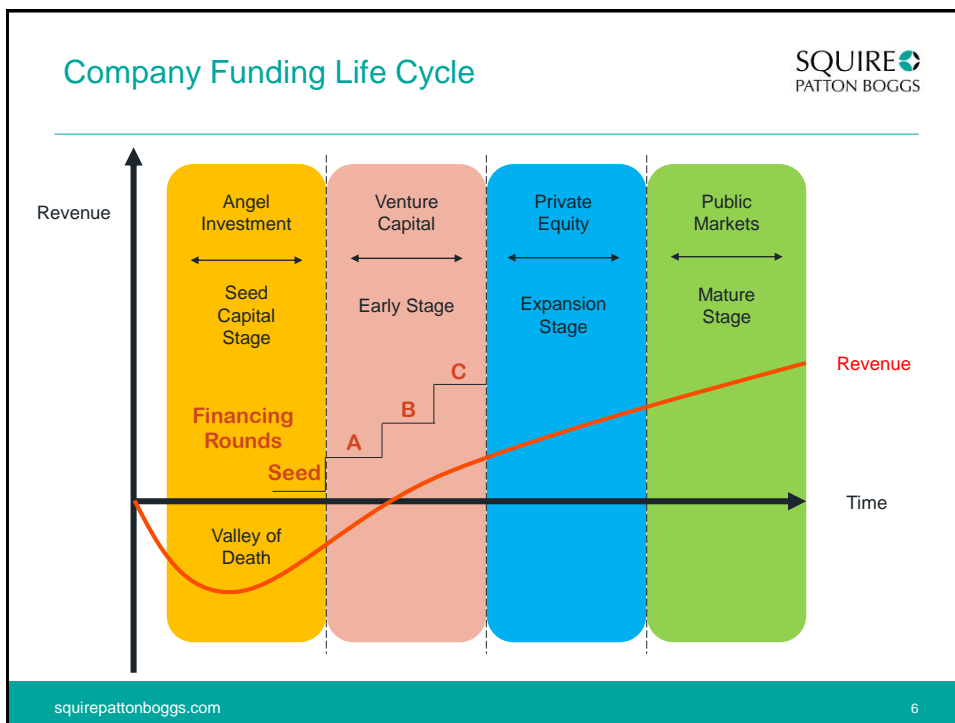 Company Funding Life Cycle
SQUIRE
PATTON BOGGS
Revenue
Angel
Investment
Seed
Capital
Stage
Venture
Capital
Early Stage
Private
Equity
Expansion
Stage
Public
Markets
Mature
Stage
Revenue
Financing
Rounds
Seed
A
B
C
Time
Valley of
Death
squirepattonboggs.com
6